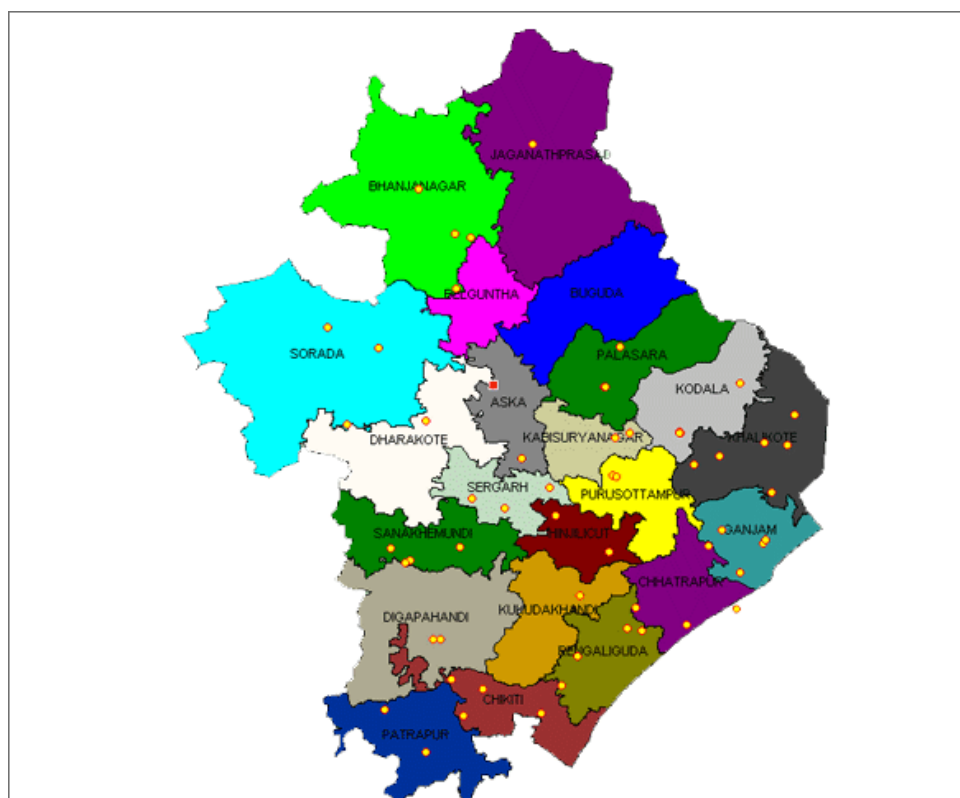 JAGANATHPRASAD
BHANJANAGAR
BELGUNTHA
BUGUDA
SORADA
PALASARA
KODALA
ASKA
DHARAKOTE
KABISURYANAGAR
KHALIKOTE
SERGARH
PURUSOTTAMPUR
SANAKHEMUNDI
HINJILICUT
GANJAM
CHHATRAPUR
DIGAPAHANDI
KUKUDAKHANDI
RENGALIGUDA
CHIKITI
PATRAPUR